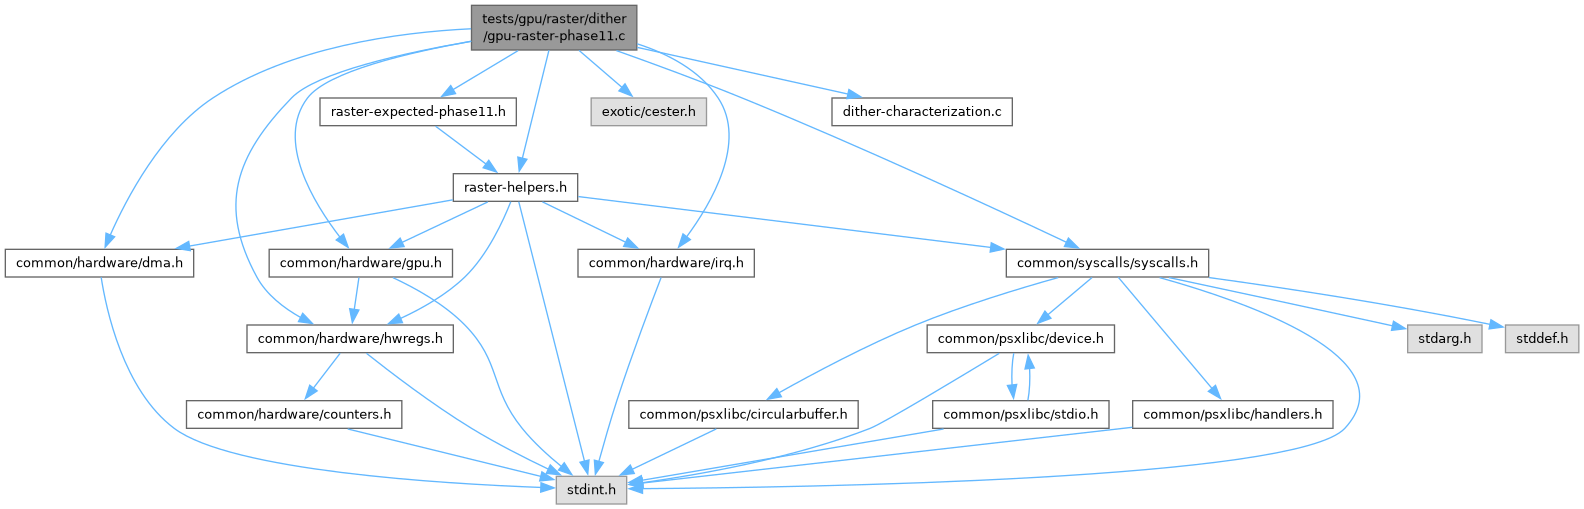 tests/gpu/raster/dither
/gpu-raster-phase11.c
raster-expected-phase11.h
exotic/cester.h
dither-characterization.c
raster-helpers.h
common/hardware/dma.h
common/hardware/gpu.h
common/hardware/irq.h
common/syscalls/syscalls.h
common/hardware/hwregs.h
common/psxlibc/device.h
stdarg.h
stddef.h
common/hardware/counters.h
common/psxlibc/circularbuffer.h
common/psxlibc/stdio.h
common/psxlibc/handlers.h
stdint.h